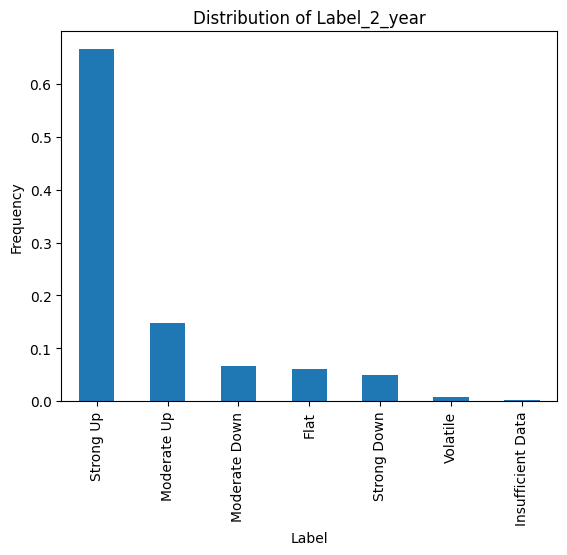 Distribution of Label_2_year
Frequency
0.6
0.5
0.4
0.3
0.2
0.1
0.0
Strong Up
Moderate Up
Moderate Down
Flat
Strong Down
Volatile
Insufficient Data
Label